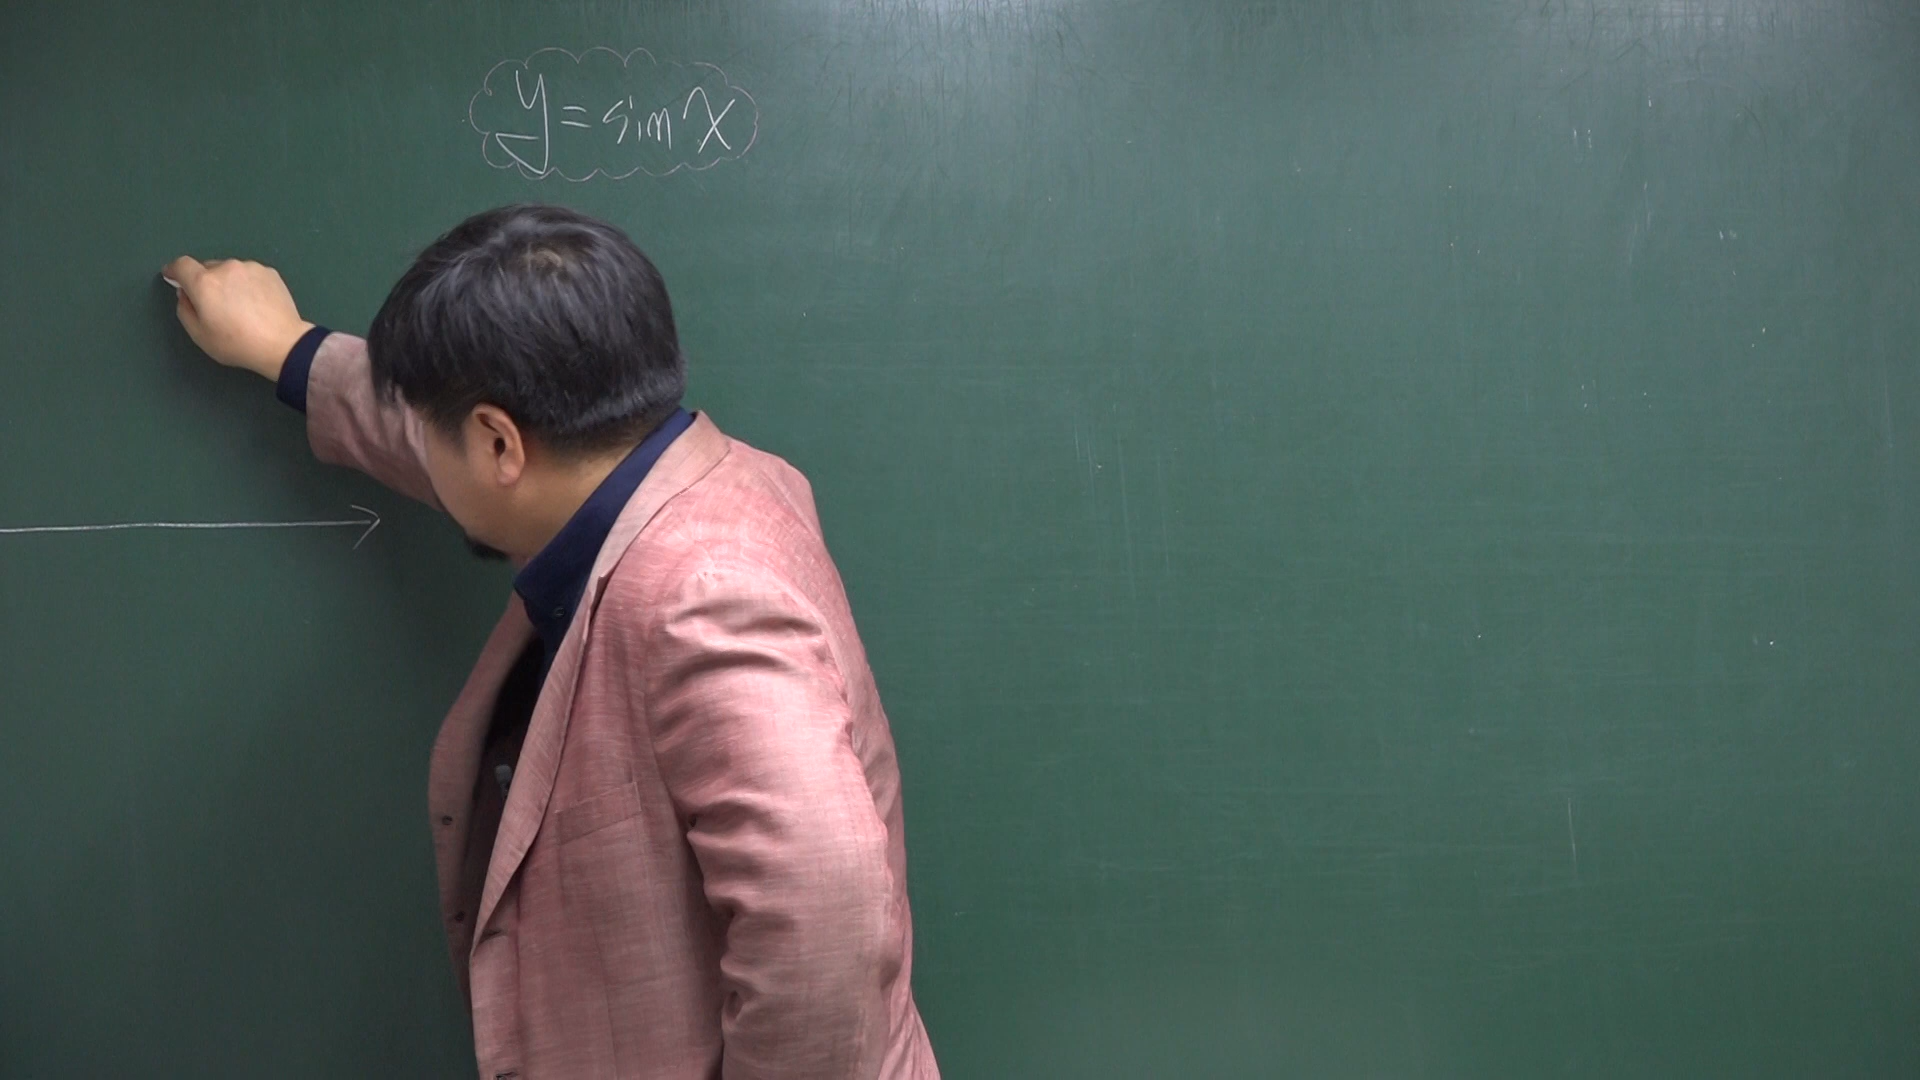 y = sin x